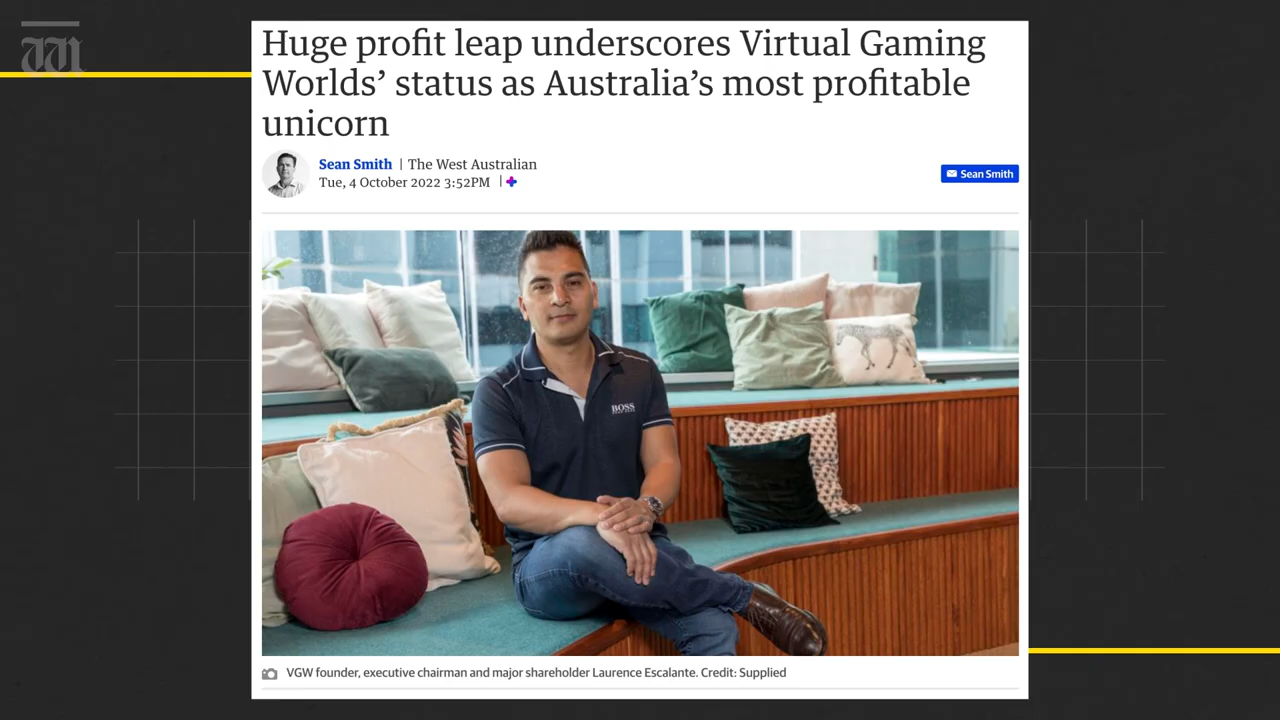 W
Huge profit leap underscores Virtual Gaming
Worlds’ status as Australia’s most profitable
unicorn
Sean Smith | The West Australian
Tue, 4 October 2022 3:52PM |
Sean Smith
BOSS
VGW founder, executive chairman and major shareholder Laurence Escalante. Credit: Supplied